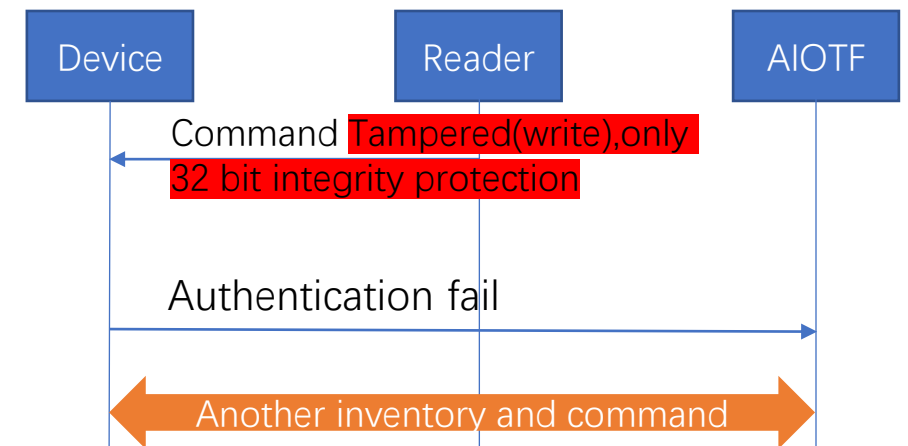 Device
Reader
AIOTF
Command Tampered(write),only
32 bit integrity protection
Authentication fail
Another inventory and command